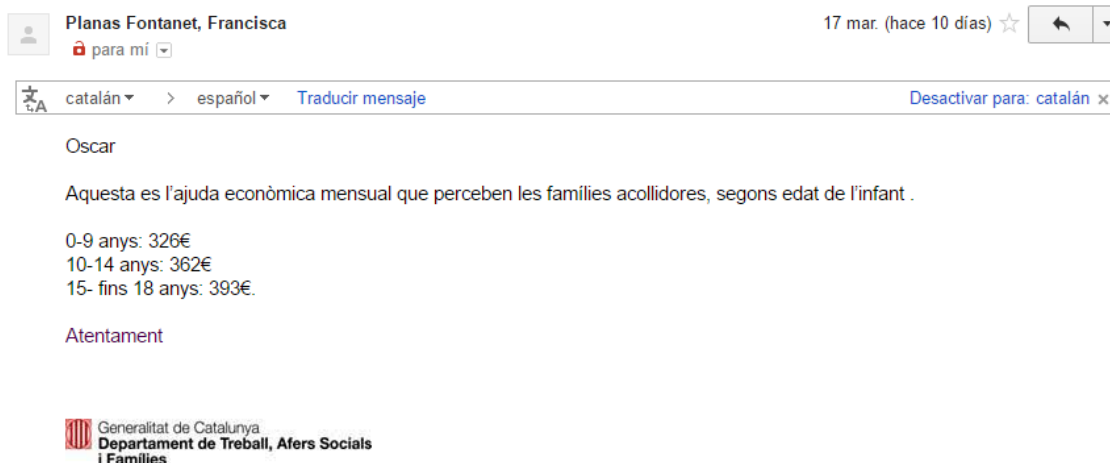 Planas Fontanet, Francisca
17 mar. (hace 10 días)
para mí
catalán > español Traducir mensaje Desactivar para: catalán x
Oscar
Aquesta es l'ajuda econòmica mensual que perceben les famílies acollidores, segons edat de l'infant .
0-9 anys: 326€
10-14 anys: 362€
15- fins 18 anys: 393€.
Atentament
Generalitat de Catalunya
Departament de Treball, Afers Socials
i Famílies